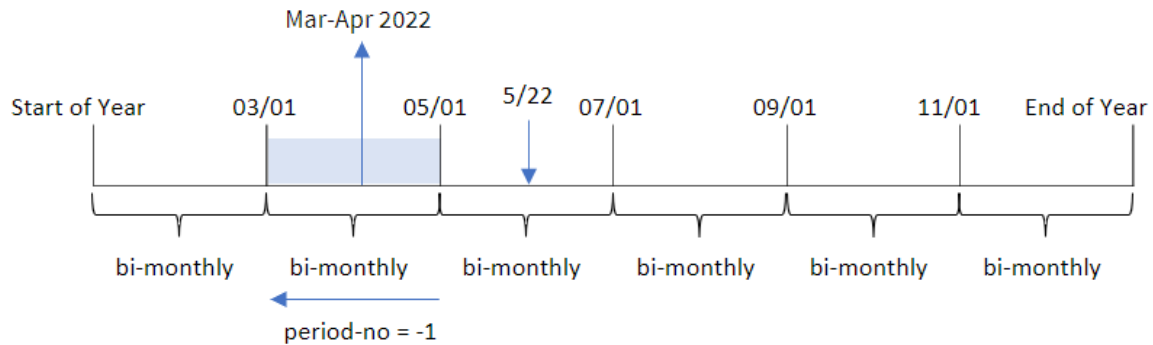 Mar-Apr 2022
Start of Year 03/01 05/01 5/22 07/01 09/01 11/01 End of Year
bi-monthly bi-monthly bi-monthly bi-monthly bi-monthly bi-monthly
period-no = -1